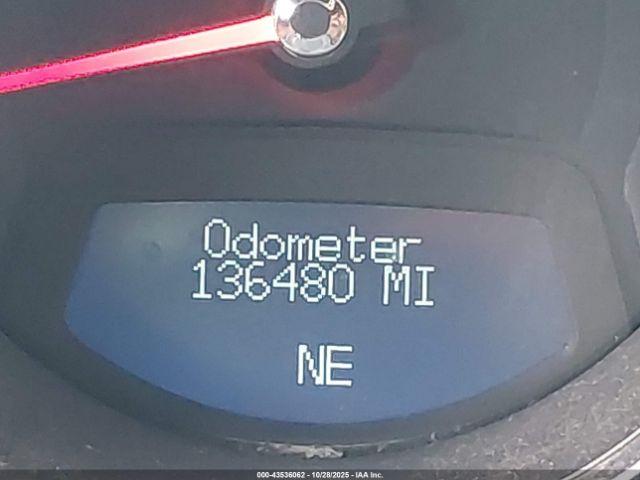 Odometer
136480 MI
NE
000-43536062 | 10/28/2025 | © IAA Inc.